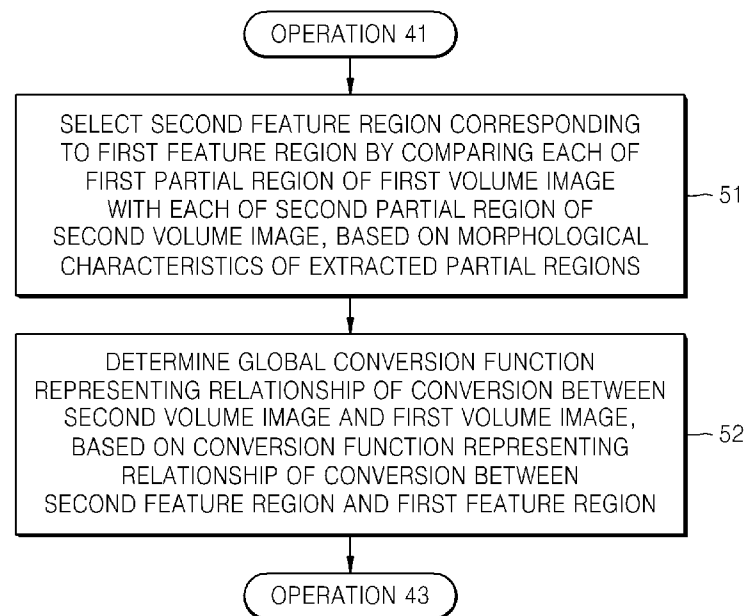 OPERATION 41
SELECT SECOND FEATURE REGION CORRESPONDING
TO FIRST FEATURE REGION BY COMPARING EACH OF
FIRST PARTIAL REGION OF FIRST VOLUME IMAGE
WITH EACH OF SECOND PARTIAL REGION OF
SECOND VOLUME IMAGE, BASED ON MORPHOLOGICAL
CHARACTERISTICS OF EXTRACTED PARTIAL REGIONS
51
DETERMINE GLOBAL CONVERSION FUNCTION
REPRESENTING RELATIONSHIP OF CONVERSION BETWEEN
SECOND VOLUME IMAGE AND FIRST VOLUME IMAGE,
BASED ON CONVERSION FUNCTION REPRESENTING
RELATIONSHIP OF CONVERSION BETWEEN
SECOND FEATURE REGION AND FIRST FEATURE REGION
52
OPERATION 43